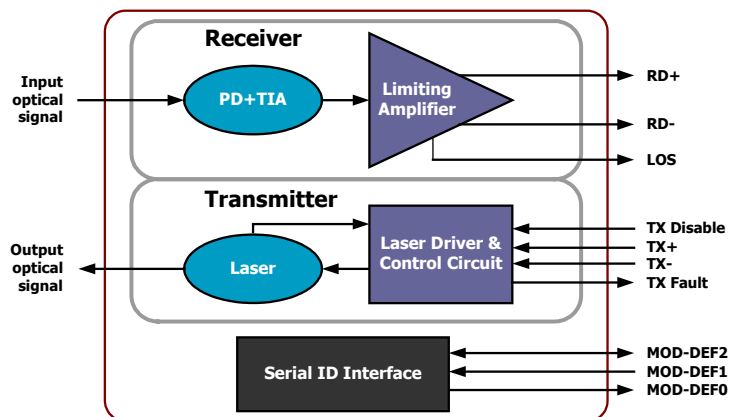 Receiver
Input
optical
signal
PD+TIA
Limiting
Amplifier
RD+
RD-
LOS
Transmitter
Output
optical
signal
Laser
Laser Driver &
Control Circuit
TX Disable
TX+
TX-
TX Fault
Serial ID Interface
MOD-DEF2
MOD-DEF1
MOD-DEF0